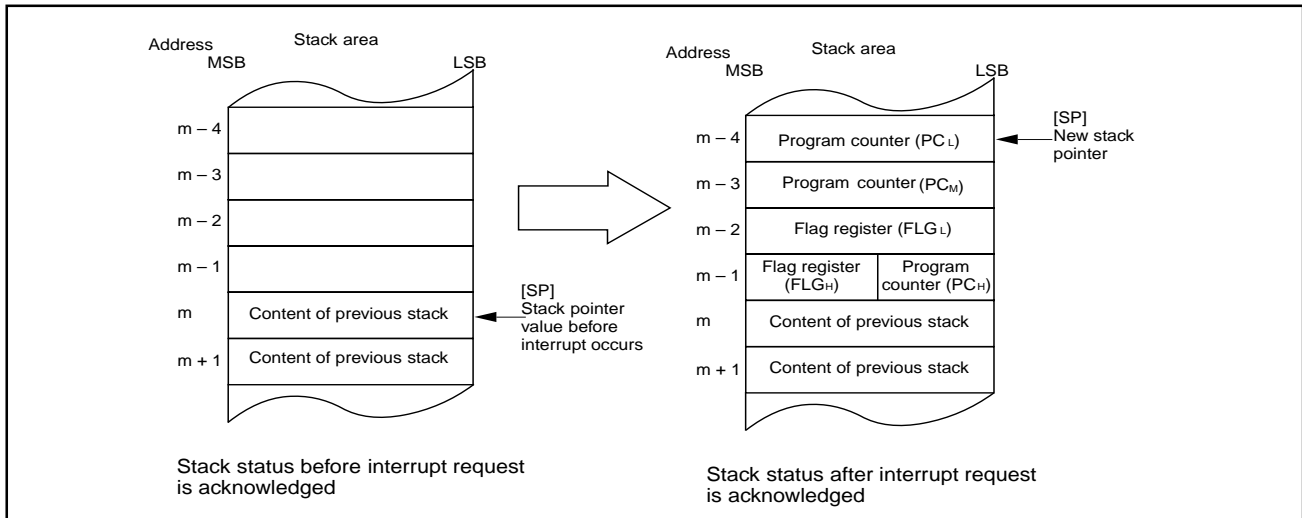 Address
MSB
Stack area
LSB
m – 4
m – 3
m – 2
m – 1
m
Content of previous stack
m + 1
Content of previous stack
[SP]
Stack pointer
value before
interrupt occurs
Stack status before interrupt request
is acknowledged
Address
MSB
Stack area
LSB
m – 4
Program counter (PCL)
[SP]
New stack
pointer
m – 3
Program counter (PCM)
m – 2
Flag register (FLGL)
m – 1
Flag register
(FLGH)
Program
counter (PCH)
m
Content of previous stack
m + 1
Content of previous stack
Stack status after interrupt request
is acknowledged